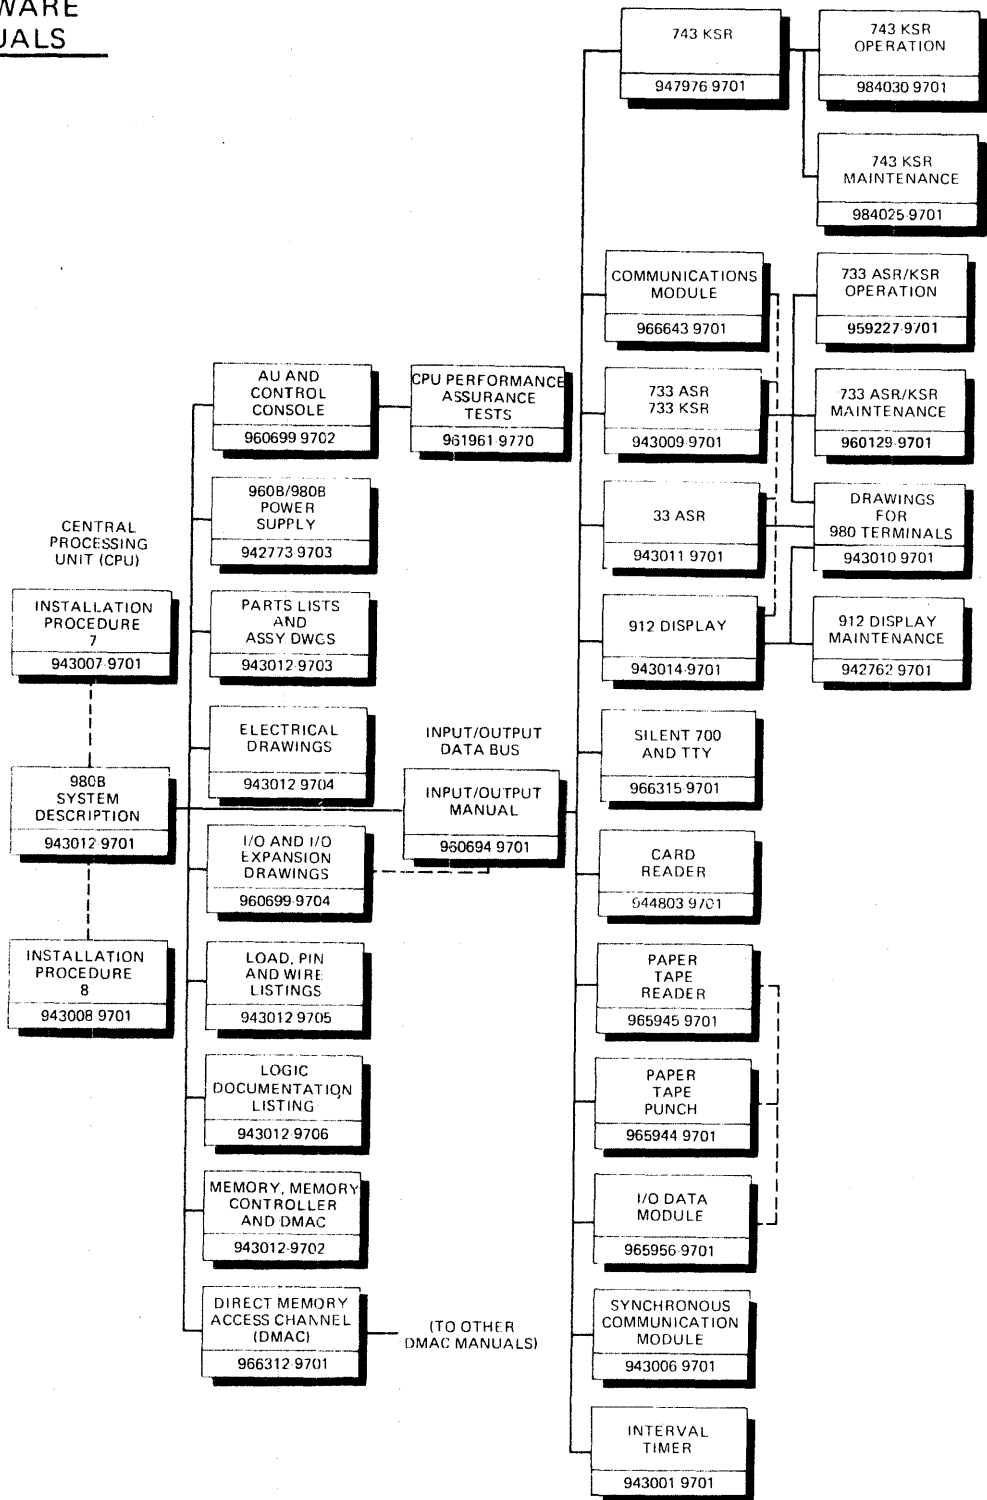 WARE
UALS
743 KSR
947976 9701
743 KSR
OPERATION
984030 9701
743 KSR
MAINTENANCE
984025-9701
COMMUNICATIONS
MODULE
966643 9701
733 ASR/KSR
OPERATION
959227-9701
AU AND
CONTROL
CONSOLE
960699 9702
CPU PERFORMANCE
ASSURANCE
TESTS
961961-9770
733 ASR
733 KSR
943009-9701
733 ASR/KSR
MAINTENANCE
960129-9701
960B/980B
POWER
SUPPLY
942773-9703
33 ASR
943011 9701
DRAWINGS
FOR
980 TERMINALS
943010 9701
CENTRAL
PROCESSING
UNIT (CPU)
INSTALLATION
PROCEDURE
7
943007-9701
PARTS LISTS
AND
ASSY DWGS
943012-9703
912 DISPLAY
943014-9701
912 DISPLAY
MAINTENANCE
942762 9701
ELECTRICAL
DRAWINGS
943012-9704
INPUT/OUTPUT
DATA BUS
SILENT 700
AND TTY
966315-9701
980B
SYSTEM
DESCRIPTION
943012-9701
INPUT/OUTPUT
MANUAL
960694 9701
I/O AND I/O
EXPANSION
DRAWINGS
960699-9704
CARD
READER
944803 9701
INSTALLATION
PROCEDURE
8
943008 9701
LOAD, PIN
AND WIRE
LISTINGS
943012 9705
PAPER
TAPE
READER
965945 9701
LOGIC
DOCUMENTATION
LISTING
943012-9706
PAPER
TAPE
PUNCH
965944 9701
MEMORY, MEMORY
CONTROLLER
AND DMAC
943012-9702
I/O DATA
MODULE
965956-9701
DIRECT MEMORY
ACCESS CHANNEL
(DMAC)
966312-9701
(TO OTHER
DMAC MANUALS)
SYNCHRONOUS
COMMUNICATION
MODULE
943006 9701
INTERVAL
TIMER
943001 9701